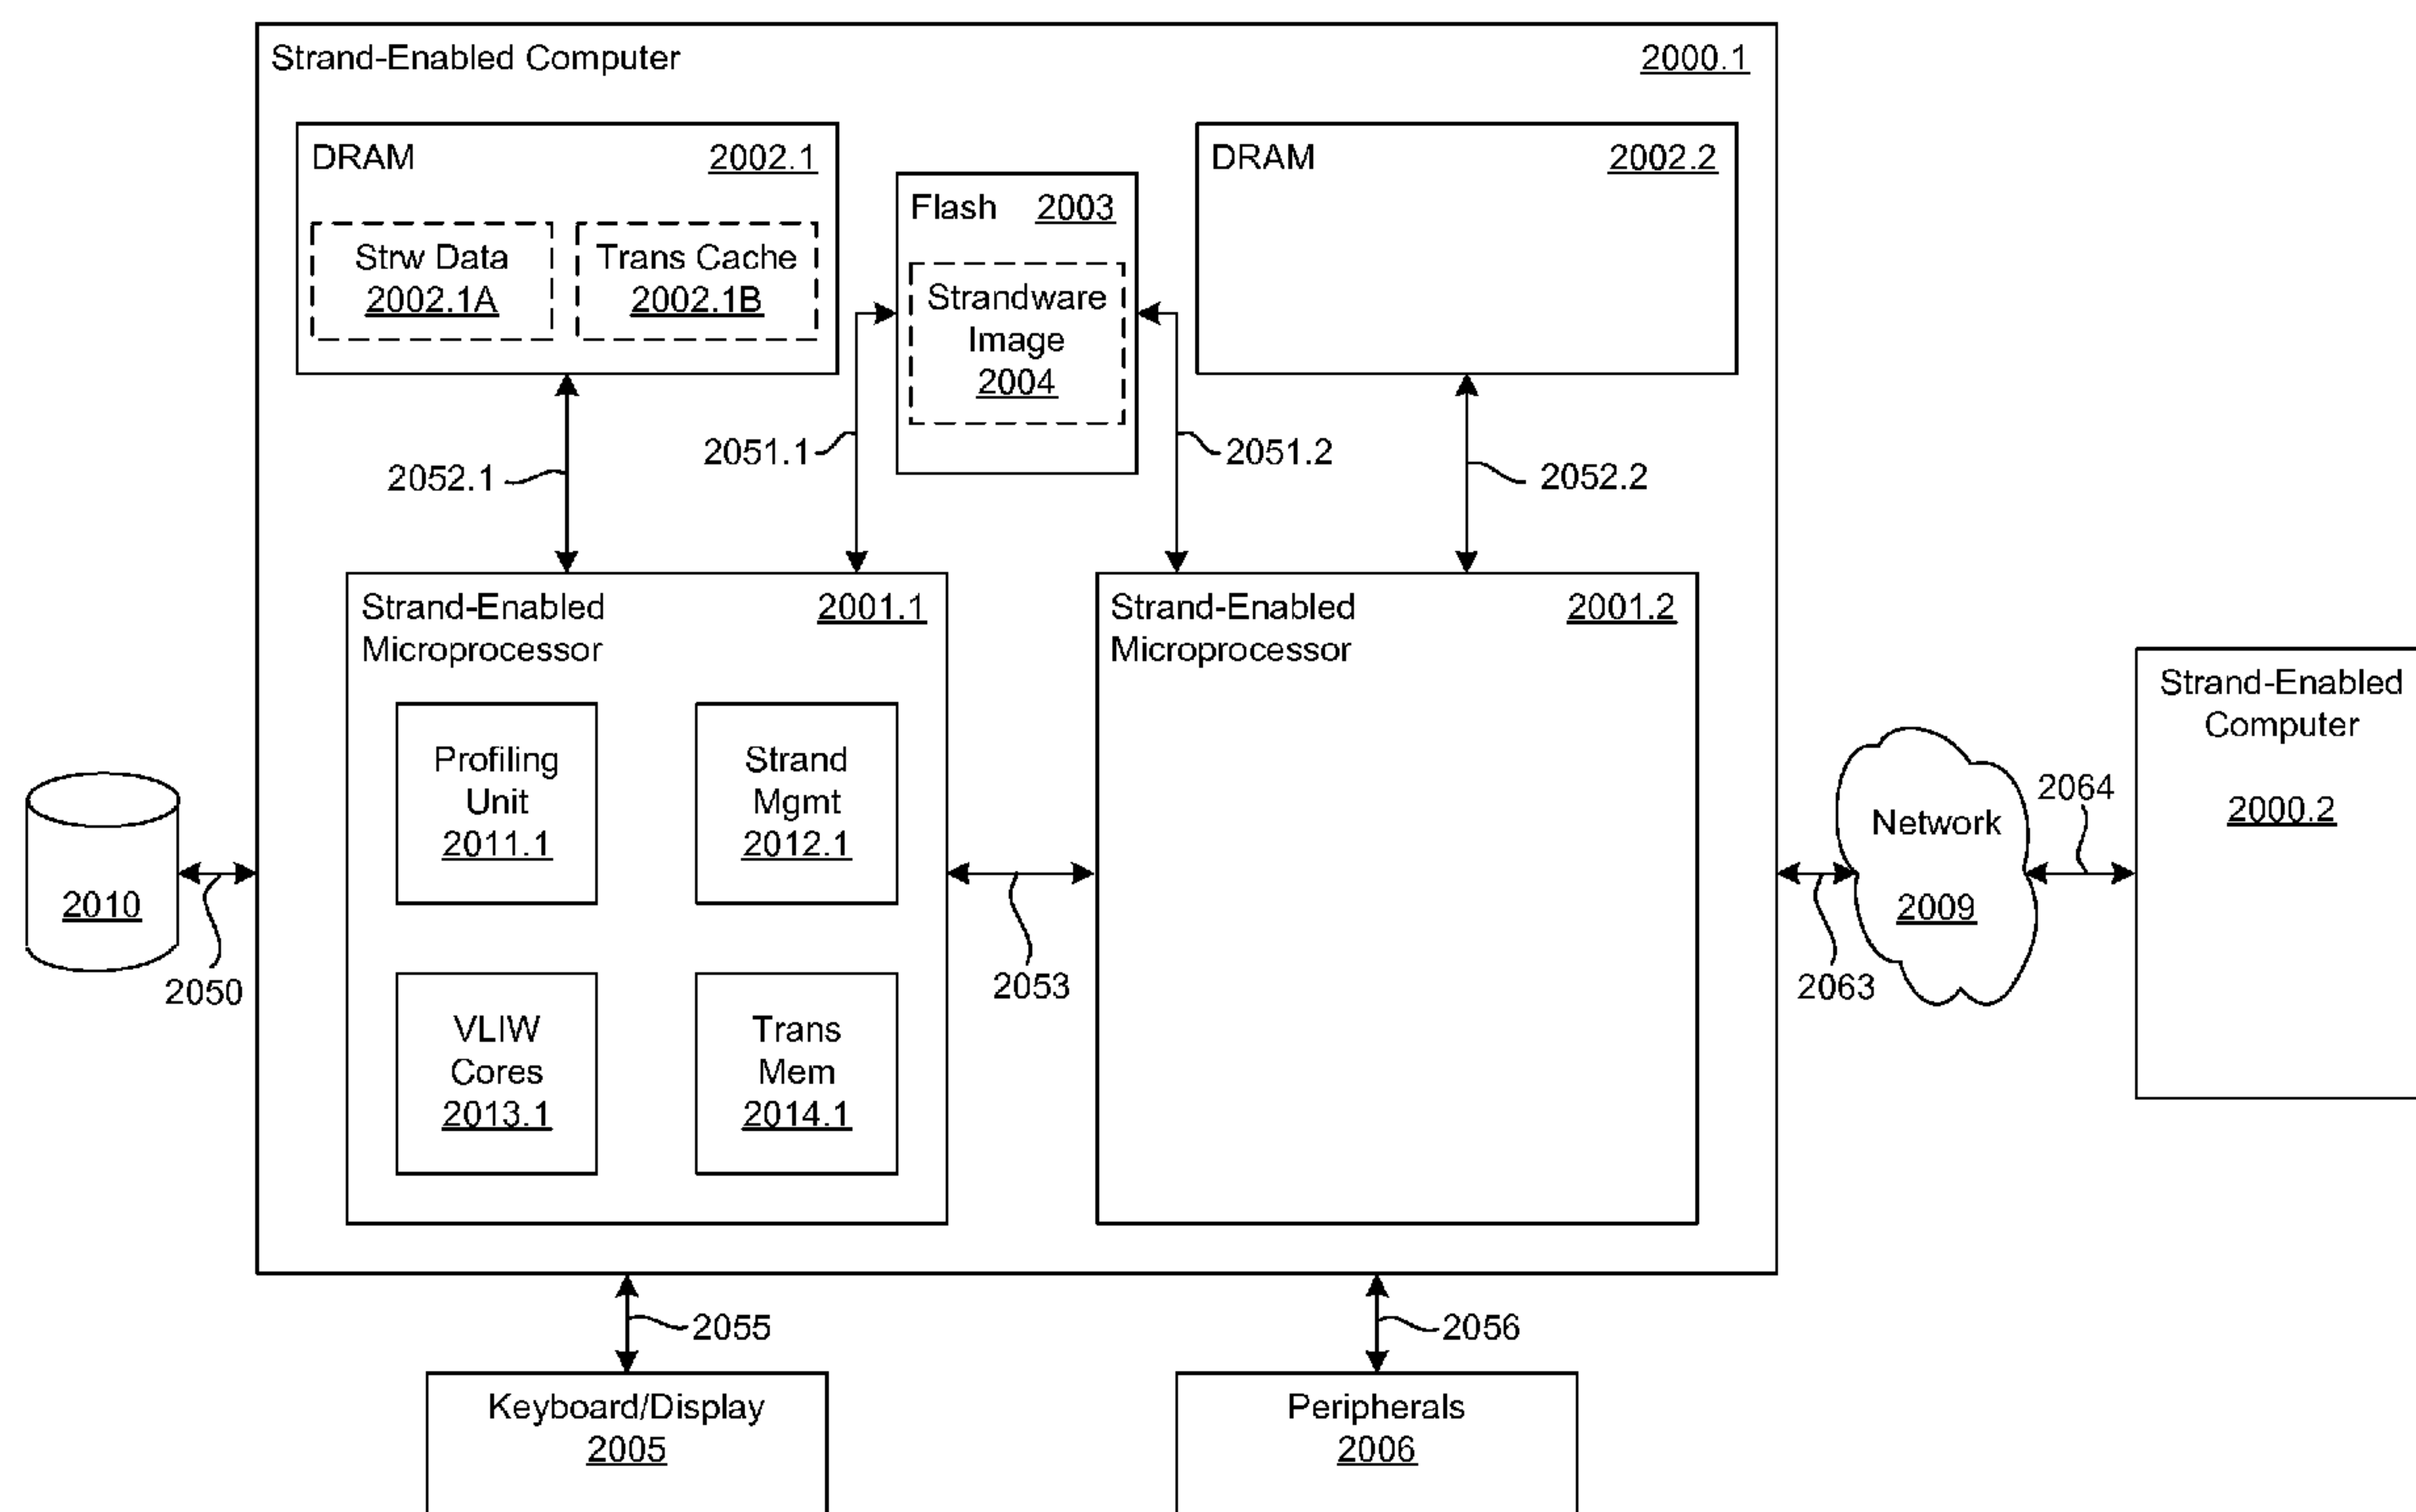 Strand-Enabled Computer 2000.1
DRAM 2002.1
Strw Data
2002.1A
Trans Cache
2002.1B
Flash 2003
Strandware
Image
2004
DRAM 2002.2
2052.1
2051.1
2051.2
2052.2
Strand-Enabled
Microprocessor
2001.1
Profiling
Unit
2011.1
Strand
Mgmt
2012.1
VLIW
Cores
2013.1
Trans
Mem
2014.1
2053
Strand-Enabled
Microprocessor
2001.2
2010
2050
2063
Network
2009
2064
Strand-Enabled
Computer
2000.2
2055
2056
Keyboard/Display
2005
Peripherals
2006